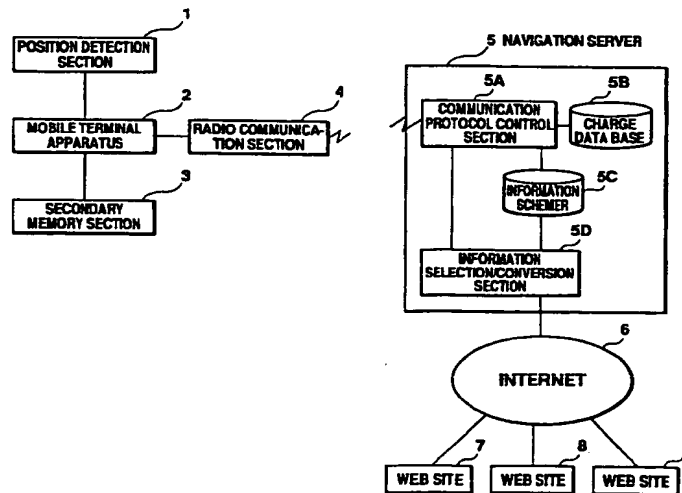 1
POSITION DETECTION
SECTION
2
MOBILE TERMINAL
APPARATUS
4
RADIO COMMUNICA-
TION SECTION
3
SECONDARY
MEMORY SECTION
5 NAVIGATION SERVER
5A
COMMUNICATION
PROTOCOL CONTROL
SECTION
5B
CHARGE
DATA BASE
INFORMATION
SCHEMER
5C
5D
INFORMATION
SELECTION/CONVERSION
SECTION
6
INTERNET
7
WEB SITE
8
WEB SITE
WEB SITE